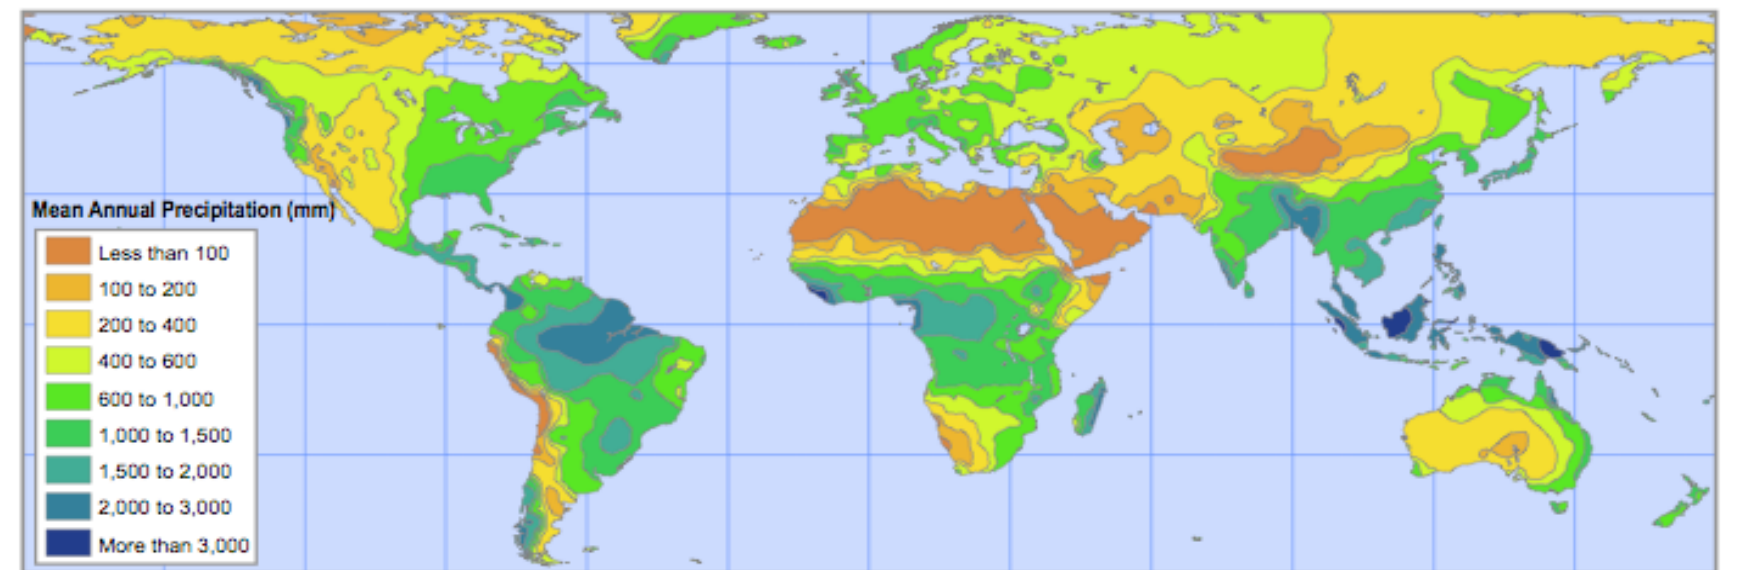 Mean Annual Precipitation (mm)
Less than 100
100 to 200
200 to 400
400 to 600
600 to 1,000
1,000 to 1,500
1,500 to 2,000
2,000 to 3,000
More than 3,000